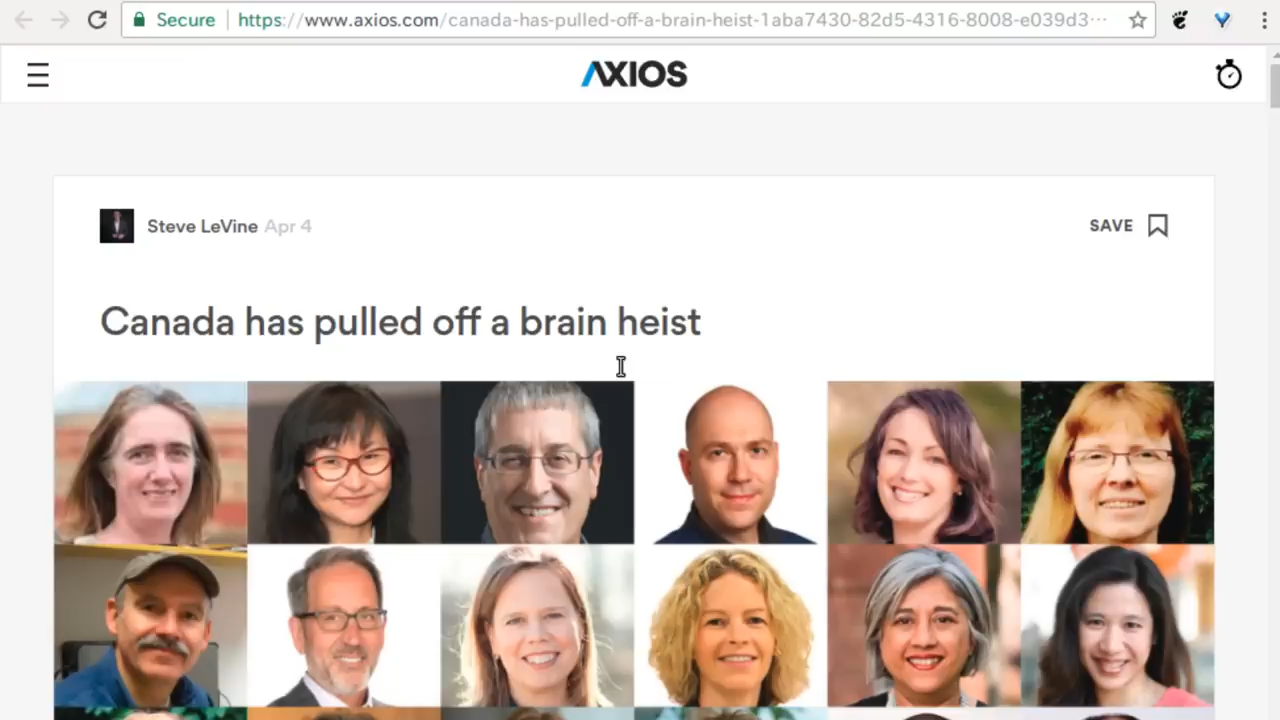 Secure https://www.axios.com/canada-has-pulled-off-a-brain-heist-1aba7430-82d5-4316-8008-e039d3···
AXIOS
Steve LeVine Apr 4
SAVE
Canada has pulled off a brain heist